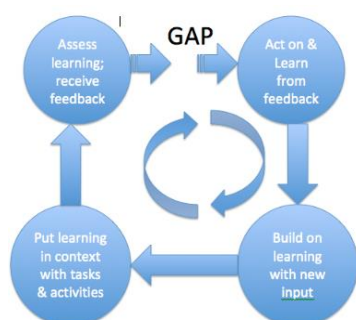 Assess
learning;
receive
feedback
GAP
Act on &
Learn
from
feedback
Build on
learning
with new
input
Put learning
in context
with tasks
& activities